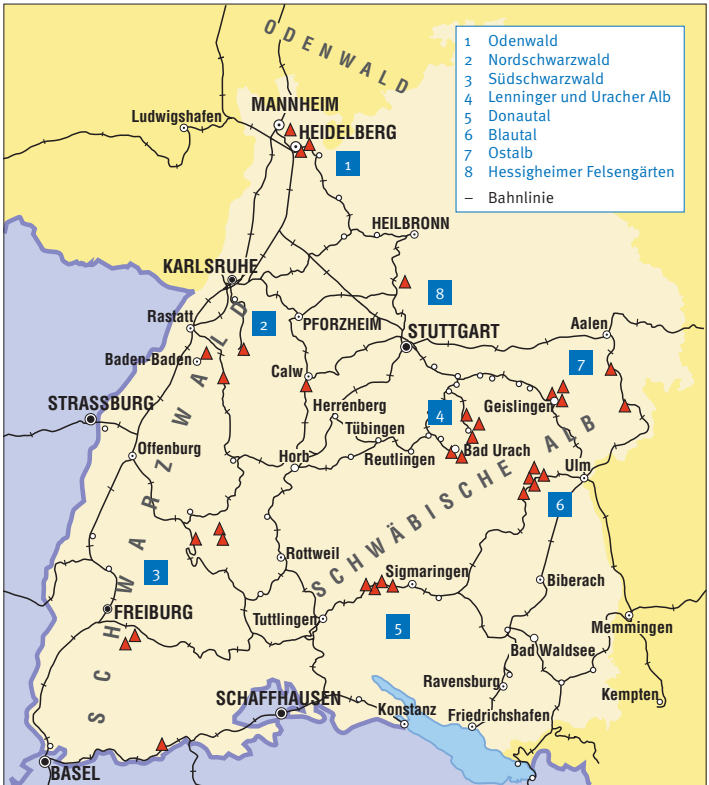 ODENWALD
1 Odenwald
2 Nordschwarzwald
3 Südschwarzwald
4 Lenninger und Uracher Alb
5 Donautal
6 Blautal
7 Ostalb
8 Hessigheimer Felsengärten
– Bahnlinie
MANNHEIM
Ludwigshafen
HEIDELBERG
1
HEILBRONN
KARLSRUHE
8
Rastatt
2
PFORZHEIM
STUTTGART
Aalen
Baden-Baden
7
Calw
STRASSBURG
Herrenberg
4
Geislingen
Tübingen
Offenburg
Horb
Reutlingen
Bad Urach
Ulm
SCHWÄBISCHE ALB
6
SCHWARZWALD
Rottweil
3
Sigmaringen
Biberach
FREIBURG
Tuttlingen
5
Memmingen
Bad Waldsee
Ravensburg
SCHAFFHAUSEN
Kempten
Konstanz
Friedrichshafen
BASEL